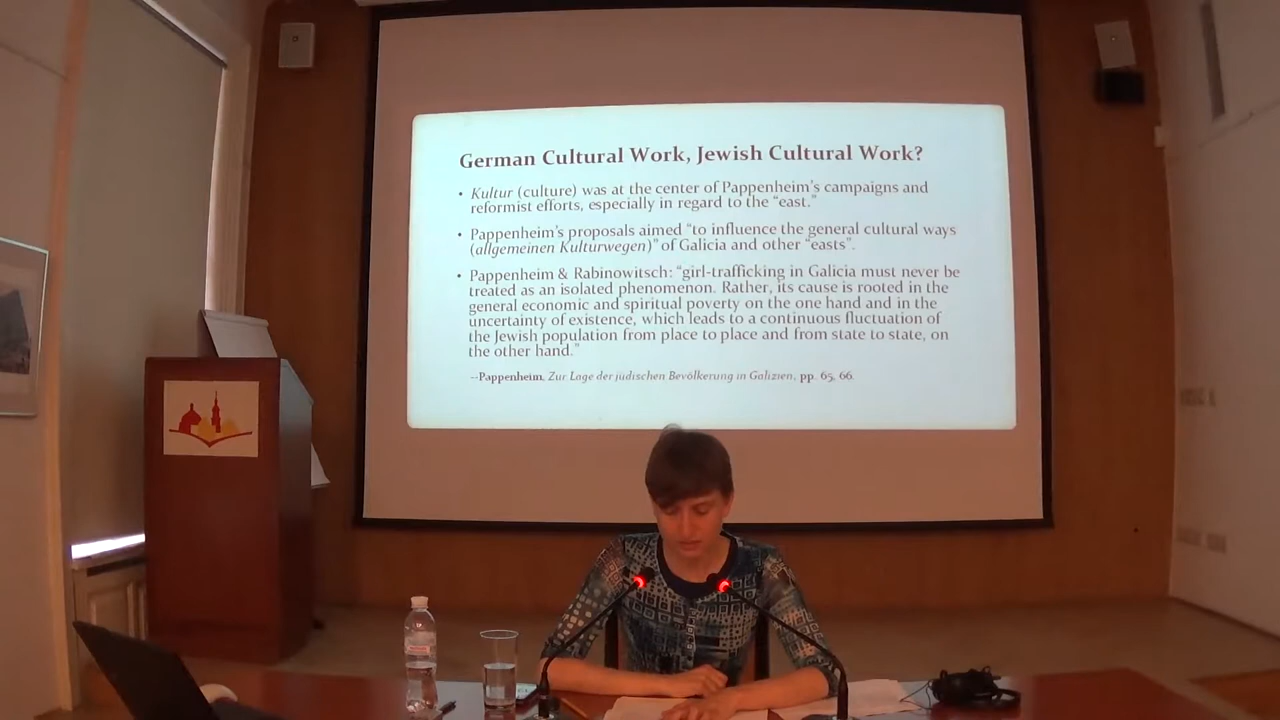 German Cultural Work, Jewish Cultural Work?
• Kultur (culture) was at the center of Pappenheim's campaigns and
reformist efforts, especially in regard to the "east."
• Pappenheim's proposals aimed "to influence the general cultural ways
(allgemeinen Kulturwegen)" of Galicia and other "easts".
• Pappenheim & Rabinowitsch: "girl-trafficking in Galicia must never be
treated as an isolated phenomenon. Rather, its cause is rooted in the
general economic and spiritual poverty on the one hand and in the
uncertainty of existence, which leads to a continuous fluctuation of
the Jewish population from place to place and from state to state, on
the other hand."
--Pappenheim, Zur Lage der jüdischen Bevölkerung in Galizien, pp. 65, 66.